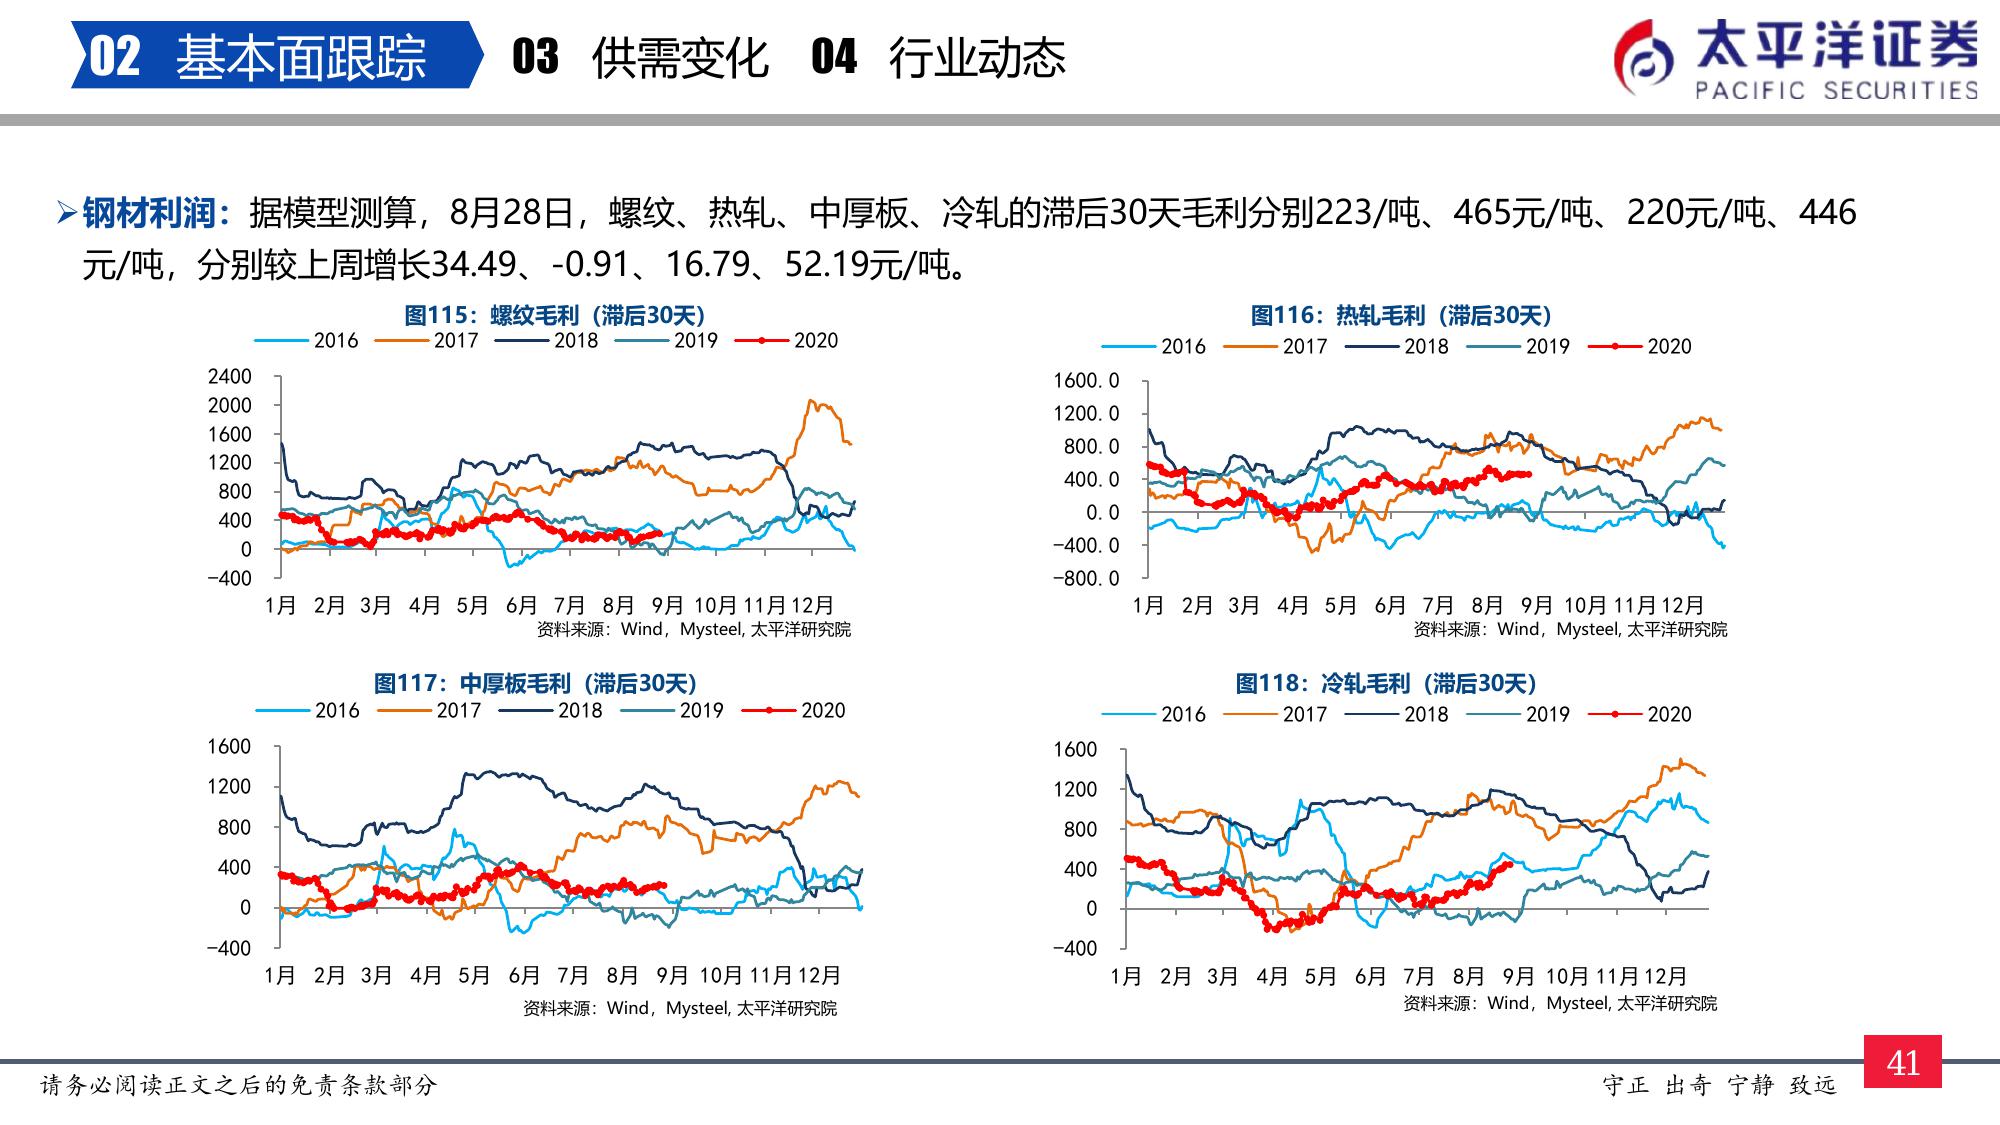 02 基本面跟踪 03 供需变化 04 行业动态
太平洋证券
PACIFIC SECURITIES
➢钢材利润：据模型测算，8月28日，螺纹、热轧、中厚板、冷轧的滞后30天毛利分别223/吨、465元/吨、220元/吨、446
元/吨，分别较上周增长34.49、-0.91、16.79、52.19元/吨。
图115：螺纹毛利（滞后30天）
2016 2017 2018 2019 2020
2400
2000
1600
1200
800
400
0
-400
1月 2月 3月 4月 5月 6月 7月 8月 9月 10月 11月 12月
资料来源：Wind，Mysteel, 太平洋研究院
图116：热轧毛利（滞后30天）
2016 2017 2018 2019 2020
1600.0
1200.0
800.0
400.0
0.0
-400.0
-800.0
1月 2月 3月 4月 5月 6月 7月 8月 9月 10月 11月 12月
资料来源：Wind，Mysteel, 太平洋研究院
图117：中厚板毛利（滞后30天）
2016 2017 2018 2019 2020
1600
1200
800
400
0
-400
1月 2月 3月 4月 5月 6月 7月 8月 9月 10月 11月 12月
资料来源：Wind，Mysteel, 太平洋研究院
图118：冷轧毛利（滞后30天）
2016 2017 2018 2019 2020
1600
1200
800
400
0
-400
1月 2月 3月 4月 5月 6月 7月 8月 9月 10月 11月 12月
资料来源：Wind，Mysteel, 太平洋研究院
请务必阅读正文之后的免责条款部分
守正 出奇 宁静 致远
41